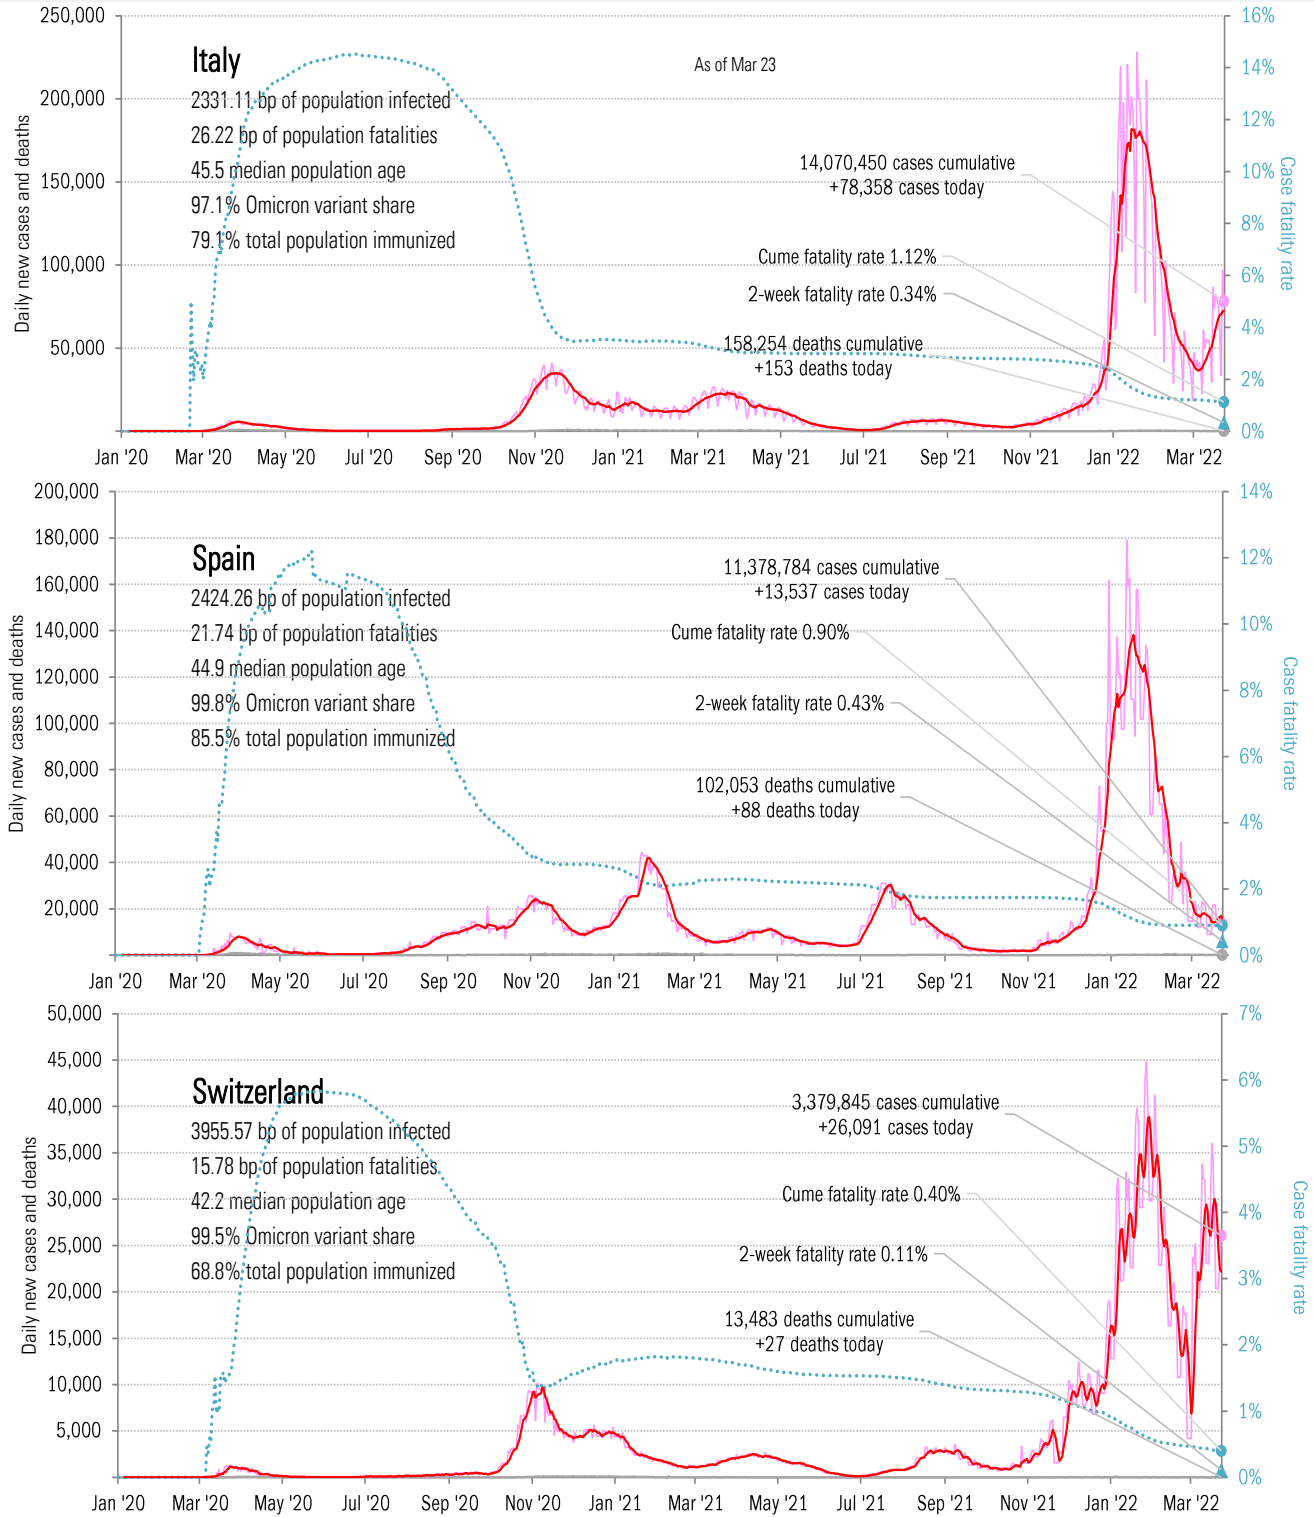 250,000
16%
Italy
As of Mar 23
14%
2331.11 bp of population infected
200,000
12%
26.22 bp of population fatalities
14,070,450 cases cumulative
+78,358 cases today
45.5 median population age
150,000
10%
97.1% Omicron variant share
8%
79.1% total population immunized
Cume fatality rate 1.12%
100,000
6%
2-week fatality rate 0.34%
158,254 deaths cumulative
+153 deaths today
50,000
4%
2%
0%
Daily new cases and deaths
Case fatality rate
Jan '20 Mar '20 May '20 Jul '20 Sep '20 Nov '20 Jan '21 Mar '21 May '21 Jul '21 Sep '21 Nov '21 Jan '22 Mar '22
200,000
14%
180,000
Spain
12%
11,378,784 cases cumulative
+13,537 cases today
160,000
2424.26 bp of population infected
10%
140,000
21.74 bp of population fatalities
Cume fatality rate 0.90%
120,000
44.9 median population age
8%
99.8% Omicron variant share
2-week fatality rate 0.43%
100,000
85.5% total population immunized
6%
80,000
102,053 deaths cumulative
+88 deaths today
60,000
4%
40,000
2%
20,000
0%
Daily new cases and deaths
Case fatality rate
Jan '20 Mar '20 May '20 Jul '20 Sep '20 Nov '20 Jan '21 Mar '21 May '21 Jul '21 Sep '21 Nov '21 Jan '22 Mar '22
50,000
7%
45,000
6%
Switzerland
40,000
3,379,845 cases cumulative
+26,091 cases today
3955.57 bp of population infected
5%
35,000
15.78 bp of population fatalities
Cume fatality rate 0.40%
30,000
42.2 median population age
4%
99.5% Omicron variant share
2-week fatality rate 0.11%
25,000
68.8% total population immunized
3%
20,000
13,483 deaths cumulative
+27 deaths today
15,000
2%
10,000
1%
5,000
0%
Daily new cases and deaths
Case fatality rate
Jan '20 Mar '20 May '20 Jul '20 Sep '20 Nov '20 Jan '21 Mar '21 May '21 Jul '21 Sep '21 Nov '21 Jan '22 Mar '22